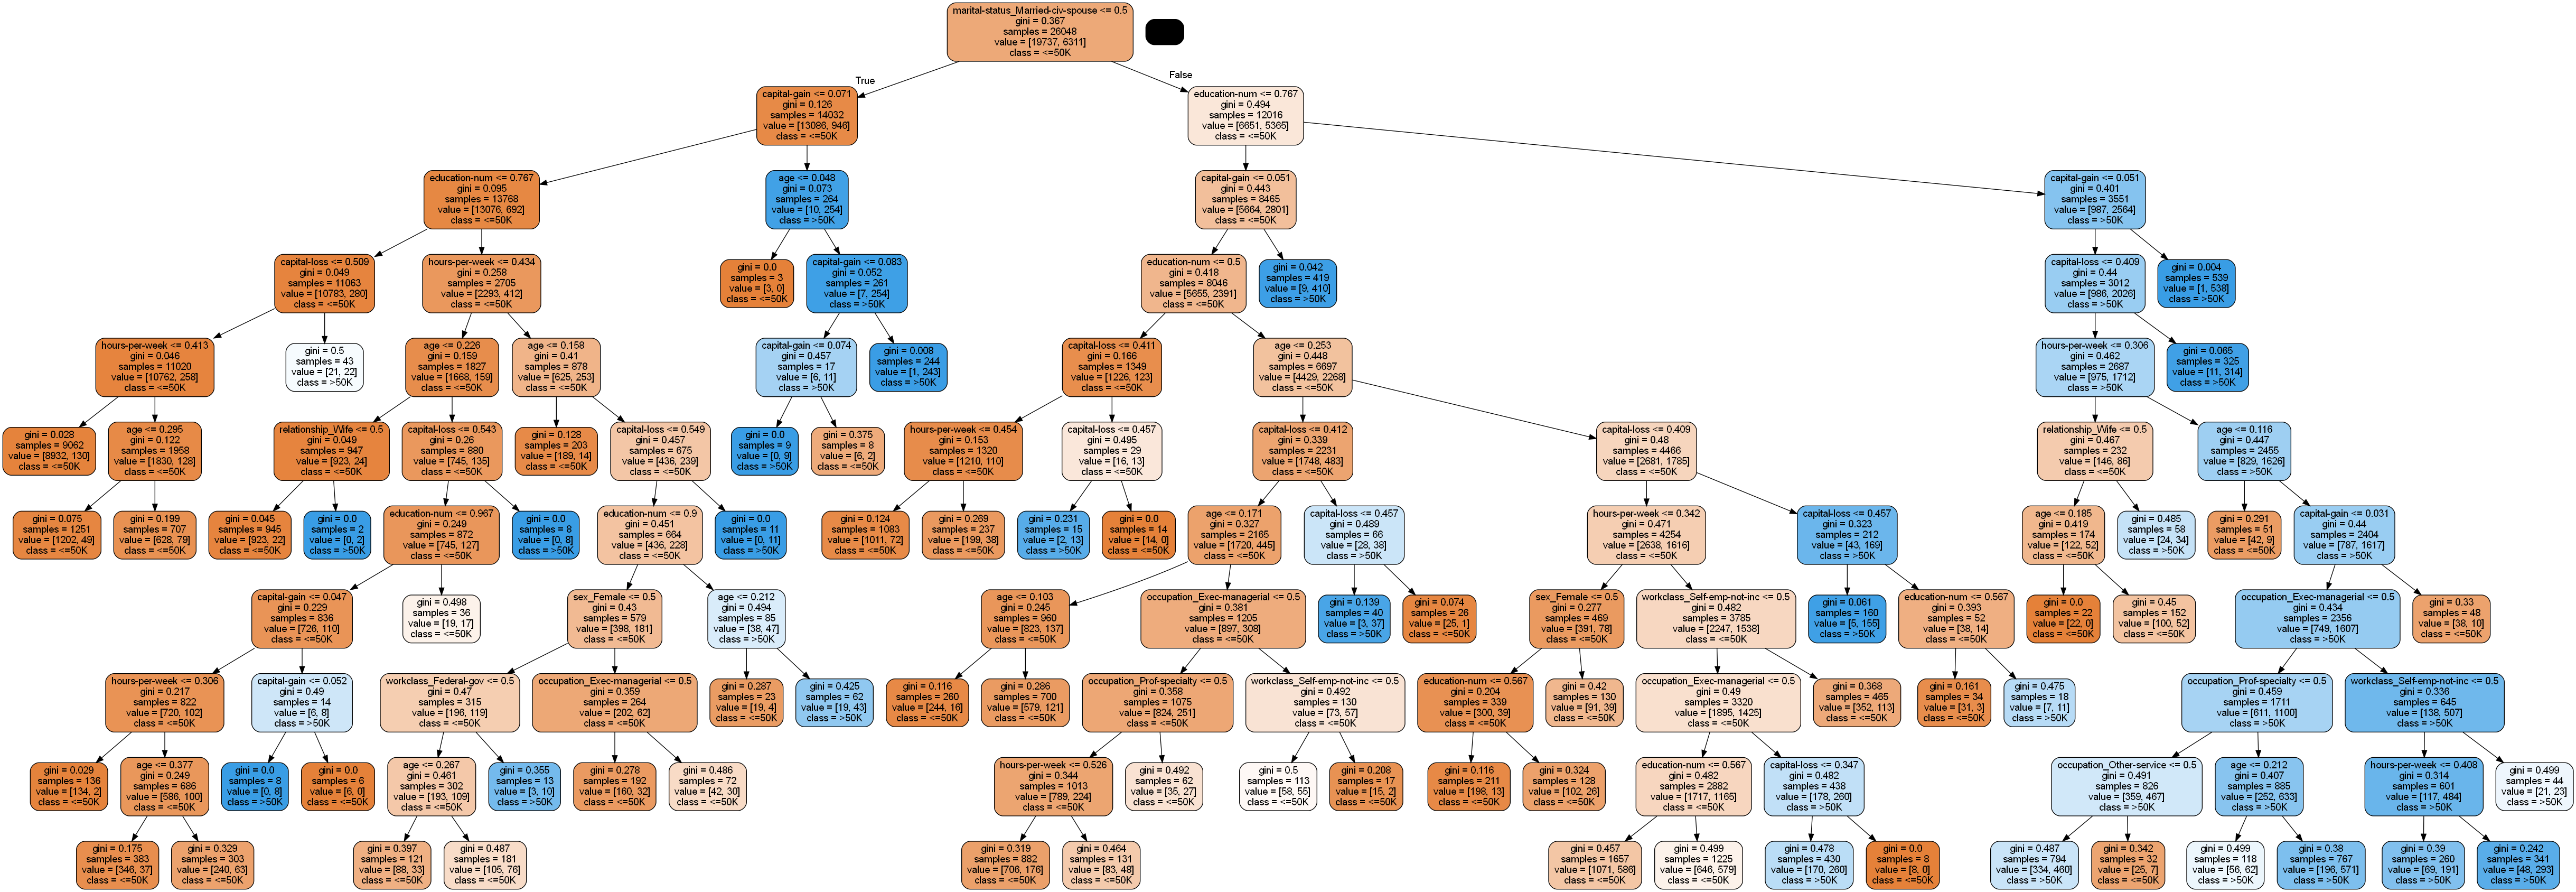 marital-status_Married-civ-spouse <= 0.5
gini = 0.367
samples = 26048
value = [19737, 6311]
class = <=50K
True
False
capital-gain <= 0.071
gini = 0.126
samples = 14032
value = [13086, 946]
class = <=50K
education-num <= 0.767
gini = 0.494
samples = 12016
value = [6651, 5365]
class = <=50K
education-num <= 0.767
gini = 0.095
samples = 13768
value = [13076, 692]
class = <=50K
age <= 0.048
gini = 0.073
samples = 264
value = [10, 254]
class = >50K
capital-gain <= 0.051
gini = 0.443
samples = 8465
value = [5664, 2801]
class = <=50K
capital-gain <= 0.051
gini = 0.401
samples = 3551
value = [987, 2564]
class = >50K
capital-loss <= 0.509
gini = 0.049
samples = 11063
value = [10783, 280]
class = <=50K
hours-per-week <= 0.434
gini = 0.258
samples = 2705
value = [2293, 412]
class = <=50K
gini = 0.0
samples = 3
value = [3, 0]
class = <=50K
capital-gain <= 0.083
gini = 0.052
samples = 261
value = [7, 254]
class = >50K
education-num <= 0.5
gini = 0.418
samples = 8046
value = [5655, 2391]
class = <=50K
gini = 0.042
samples = 419
value = [9, 410]
class = >50K
capital-loss <= 0.409
gini = 0.44
samples = 3012
value = [986, 2026]
class = >50K
gini = 0.004
samples = 539
value = [1, 538]
class = >50K
hours-per-week <= 0.413
gini = 0.046
samples = 11020
value = [10762, 258]
class = <=50K
gini = 0.5
samples = 43
value = [21, 22]
class = >50K
age <= 0.226
gini = 0.159
samples = 1827
value = [1668, 159]
class = <=50K
age <= 0.158
gini = 0.41
samples = 878
value = [625, 253]
class = <=50K
capital-gain <= 0.074
gini = 0.457
samples = 17
value = [6, 11]
class = >50K
gini = 0.008
samples = 244
value = [1, 243]
class = >50K
capital-loss <= 0.411
gini = 0.166
samples = 1349
value = [1226, 123]
class = <=50K
age <= 0.253
gini = 0.448
samples = 6697
value = [4429, 2268]
class = <=50K
hours-per-week <= 0.306
gini = 0.462
samples = 2687
value = [975, 1712]
class = >50K
gini = 0.065
samples = 325
value = [11, 314]
class = >50K
gini = 0.028
samples = 9062
value = [8932, 130]
class = <=50K
age <= 0.295
gini = 0.122
samples = 1958
value = [1830, 128]
class = <=50K
relationship_Wife <= 0.5
gini = 0.049
samples = 947
value = [923, 24]
class = <=50K
capital-loss <= 0.543
gini = 0.26
samples = 880
value = [745, 135]
class = <=50K
gini = 0.128
samples = 203
value = [189, 14]
class = <=50K
capital-loss <= 0.549
gini = 0.457
samples = 675
value = [436, 239]
class = <=50K
gini = 0.0
samples = 9
value = [0, 9]
class = >50K
gini = 0.375
samples = 8
value = [6, 2]
class = <=50K
hours-per-week <= 0.454
gini = 0.153
samples = 1320
value = [1210, 110]
class = <=50K
capital-loss <= 0.457
gini = 0.495
samples = 29
value = [16, 13]
class = <=50K
capital-loss <= 0.412
gini = 0.339
samples = 2231
value = [1748, 483]
class = <=50K
capital-loss <= 0.409
gini = 0.48
samples = 4466
value = [2681, 1785]
class = <=50K
relationship_Wife <= 0.5
gini = 0.467
samples = 232
value = [146, 86]
class = <=50K
age <= 0.116
gini = 0.447
samples = 2455
value = [829, 1626]
class = >50K
gini = 0.075
samples = 1251
value = [1202, 49]
class = <=50K
gini = 0.199
samples = 707
value = [628, 79]
class = <=50K
gini = 0.045
samples = 945
value = [923, 22]
class = <=50K
gini = 0.0
samples = 2
value = [0, 2]
class = >50K
education-num <= 0.967
gini = 0.249
samples = 872
value = [745, 127]
class = <=50K
gini = 0.0
samples = 8
value = [0, 8]
class = >50K
education-num <= 0.9
gini = 0.451
samples = 664
value = [436, 228]
class = <=50K
gini = 0.0
samples = 11
value = [0, 11]
class = >50K
gini = 0.124
samples = 1083
value = [1011, 72]
class = <=50K
gini = 0.269
samples = 237
value = [199, 38]
class = <=50K
gini = 0.231
samples = 15
value = [2, 13]
class = >50K
gini = 0.0
samples = 14
value = [14, 0]
class = <=50K
age <= 0.171
gini = 0.327
samples = 2165
value = [1720, 445]
class = <=50K
capital-loss <= 0.457
gini = 0.489
samples = 66
value = [28, 38]
class = >50K
hours-per-week <= 0.342
gini = 0.471
samples = 4254
value = [2638, 1616]
class = <=50K
capital-loss <= 0.457
gini = 0.323
samples = 212
value = [43, 169]
class = >50K
age <= 0.185
gini = 0.419
samples = 174
value = [122, 52]
class = <=50K
gini = 0.485
samples = 58
value = [24, 34]
class = >50K
gini = 0.291
samples = 51
value = [42, 9]
class = <=50K
capital-gain <= 0.031
gini = 0.44
samples = 2404
value = [787, 1617]
class = >50K
capital-gain <= 0.047
gini = 0.229
samples = 836
value = [726, 110]
class = <=50K
gini = 0.498
samples = 36
value = [19, 17]
class = <=50K
sex_Female <= 0.5
gini = 0.43
samples = 579
value = [398, 181]
class = <=50K
age <= 0.212
gini = 0.494
samples = 85
value = [38, 47]
class = >50K
age <= 0.103
gini = 0.245
samples = 960
value = [823, 137]
class = <=50K
occupation_Exec-managerial <= 0.5
gini = 0.381
samples = 1205
value = [897, 308]
class = <=50K
gini = 0.139
samples = 40
value = [3, 37]
class = >50K
gini = 0.074
samples = 26
value = [25, 1]
class = <=50K
sex_Female <= 0.5
gini = 0.277
samples = 469
value = [391, 78]
class = <=50K
workclass_Self-emp-not-inc <= 0.5
gini = 0.482
samples = 3785
value = [2247, 1538]
class = <=50K
gini = 0.061
samples = 160
value = [5, 155]
class = >50K
education-num <= 0.567
gini = 0.393
samples = 52
value = [38, 14]
class = <=50K
gini = 0.0
samples = 22
value = [22, 0]
class = <=50K
gini = 0.45
samples = 152
value = [100, 52]
class = <=50K
occupation_Exec-managerial <= 0.5
gini = 0.434
samples = 2356
value = [749, 1607]
class = >50K
gini = 0.33
samples = 48
value = [38, 10]
class = <=50K
hours-per-week <= 0.306
gini = 0.217
samples = 822
value = [720, 102]
class = <=50K
capital-gain <= 0.052
gini = 0.49
samples = 14
value = [6, 8]
class = >50K
workclass_Federal-gov <= 0.5
gini = 0.47
samples = 315
value = [196, 119]
class = <=50K
occupation_Exec-managerial <= 0.5
gini = 0.359
samples = 264
value = [202, 62]
class = <=50K
gini = 0.287
samples = 23
value = [19, 4]
class = <=50K
gini = 0.425
samples = 62
value = [19, 43]
class = >50K
gini = 0.116
samples = 260
value = [244, 16]
class = <=50K
gini = 0.286
samples = 700
value = [579, 121]
class = <=50K
occupation_Prof-specialty <= 0.5
gini = 0.358
samples = 1075
value = [824, 251]
class = <=50K
workclass_Self-emp-not-inc <= 0.5
gini = 0.492
samples = 130
value = [73, 57]
class = <=50K
education-num <= 0.567
gini = 0.204
samples = 339
value = [300, 39]
class = <=50K
gini = 0.42
samples = 130
value = [91, 39]
class = <=50K
occupation_Exec-managerial <= 0.5
gini = 0.49
samples = 3320
value = [1895, 1425]
class = <=50K
gini = 0.368
samples = 465
value = [352, 113]
class = <=50K
gini = 0.161
samples = 34
value = [31, 3]
class = <=50K
gini = 0.475
samples = 18
value = [7, 11]
class = >50K
occupation_Prof-specialty <= 0.5
gini = 0.459
samples = 1711
value = [611, 1100]
class = >50K
workclass_Self-emp-not-inc <= 0.5
gini = 0.336
samples = 645
value = [138, 507]
class = >50K
gini = 0.029
samples = 136
value = [134, 2]
class = <=50K
age <= 0.377
gini = 0.249
samples = 686
value = [586, 100]
class = <=50K
gini = 0.0
samples = 8
value = [0, 8]
class = >50K
gini = 0.0
samples = 6
value = [6, 0]
class = <=50K
age <= 0.267
gini = 0.461
samples = 302
value = [193, 109]
class = <=50K
gini = 0.355
samples = 13
value = [3, 10]
class = >50K
gini = 0.278
samples = 192
value = [160, 32]
class = <=50K
gini = 0.486
samples = 72
value = [42, 30]
class = <=50K
hours-per-week <= 0.526
gini = 0.344
samples = 1013
value = [789, 224]
class = <=50K
gini = 0.492
samples = 62
value = [35, 27]
class = <=50K
gini = 0.5
samples = 113
value = [58, 55]
class = <=50K
gini = 0.208
samples = 17
value = [15, 2]
class = <=50K
gini = 0.116
samples = 211
value = [198, 13]
class = <=50K
gini = 0.324
samples = 128
value = [102, 26]
class = <=50K
education-num <= 0.567
gini = 0.482
samples = 2882
value = [1717, 1165]
class = <=50K
capital-loss <= 0.347
gini = 0.482
samples = 438
value = [178, 260]
class = >50K
occupation_Other-service <= 0.5
gini = 0.491
samples = 826
value = [359, 467]
class = >50K
age <= 0.212
gini = 0.407
samples = 885
value = [252, 633]
class = >50K
hours-per-week <= 0.408
gini = 0.314
samples = 601
value = [117, 484]
class = >50K
gini = 0.499
samples = 44
value = [21, 23]
class = >50K
gini = 0.175
samples = 383
value = [346, 37]
class = <=50K
gini = 0.329
samples = 303
value = [240, 63]
class = <=50K
gini = 0.397
samples = 121
value = [88, 33]
class = <=50K
gini = 0.487
samples = 181
value = [105, 76]
class = <=50K
gini = 0.319
samples = 882
value = [706, 176]
class = <=50K
gini = 0.464
samples = 131
value = [83, 48]
class = <=50K
gini = 0.457
samples = 1657
value = [1071, 586]
class = <=50K
gini = 0.499
samples = 1225
value = [646, 579]
class = <=50K
gini = 0.478
samples = 430
value = [170, 260]
class = >50K
gini = 0.0
samples = 8
value = [8, 0]
class = <=50K
gini = 0.487
samples = 794
value = [334, 460]
class = >50K
gini = 0.342
samples = 32
value = [25, 7]
class = <=50K
gini = 0.499
samples = 118
value = [56, 62]
class = >50K
gini = 0.38
samples = 767
value = [196, 571]
class = >50K
gini = 0.39
samples = 260
value = [69, 191]
class = >50K
gini = 0.242
samples = 341
value = [48, 293]
class = >50K